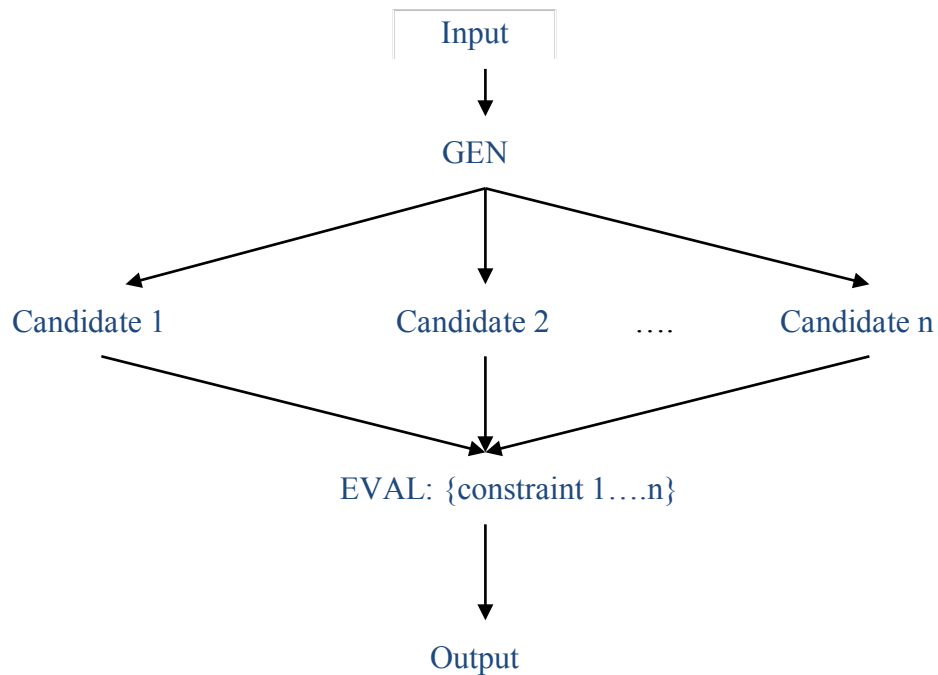 Input
GEN
Candidate 1 Candidate 2 …. Candidate n
EVAL: {constraint 1….n}
Output